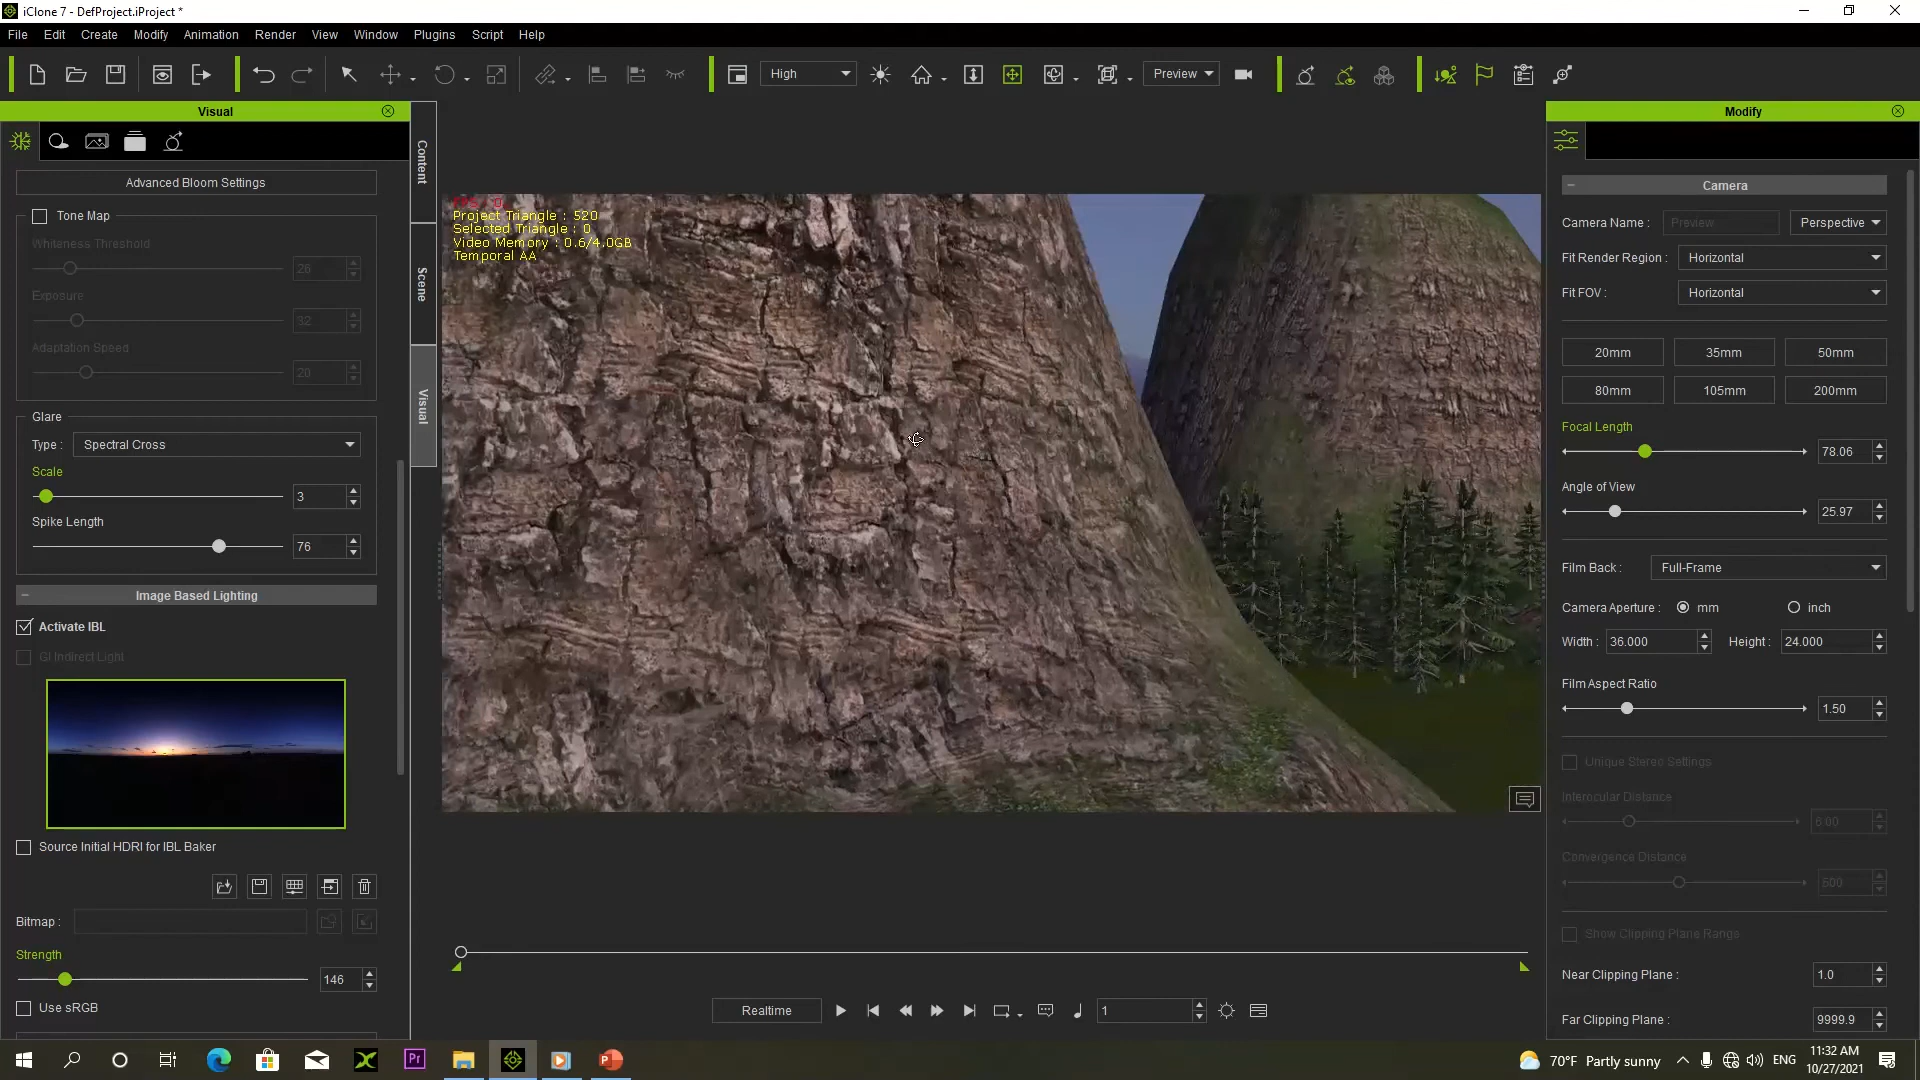 iClone 7 - DefProject.iProject *
File Edit Create Modify Animation Render View Window Plugins Script Help
High
Preview
Visual
Advanced Bloom Settings
Tone Map
Whiteness Threshold
26
Exposure
32
Adaptation Speed
20
Glare
Type : Spectral Cross
Scale
3
Spike Length
76
Image Based Lighting
Activate IBL
GI Indirect Light
Source Initial HDRI for IBL Baker
Bitmap :
Strength
146
Use sRGB
Content
Scene
Visual
Project Triangle : 520
Selected Triangle : 0
Video Memory : 0.6/4.0GB
Temporal AA
Realtime
1
Modify
Camera
Camera Name : Preview Perspective
Fit Render Region : Horizontal
Fit FOV : Horizontal
20mm 35mm 50mm
80mm 105mm 200mm
Focal Length
78.06
Angle of View
25.97
Film Back : Full-Frame
Camera Aperture : mm inch
Width : 36.000 Height : 24.000
Film Aspect Ratio
1.50
Unique Stereo Settings
Interocular Distance
6.00
Convergence Distance
500
Show Clipping Plane Range
Near Clipping Plane : 1.0
Far Clipping Plane : 9999.9
Pr
P
70°F Partly sunny
ENG
11:32 AM
10/27/2021